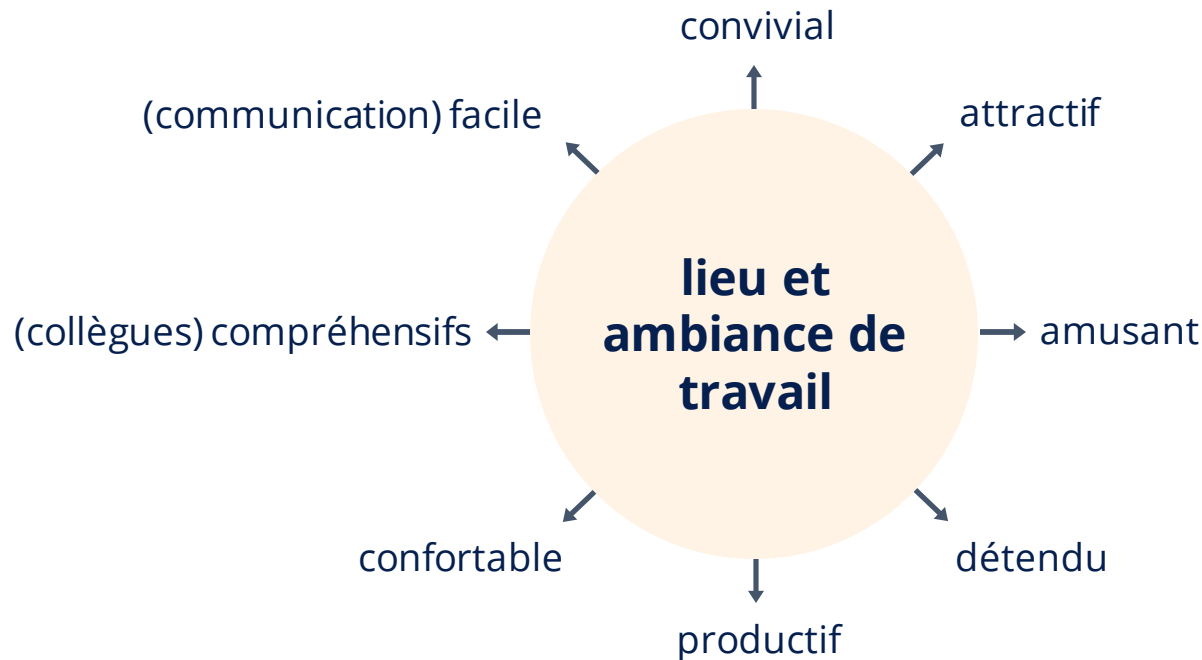 convivial
(communication) facile
attractif
lieu et
ambiance de
travail
(collègues) compréhensifs
amusant
confortable
détendu
productif